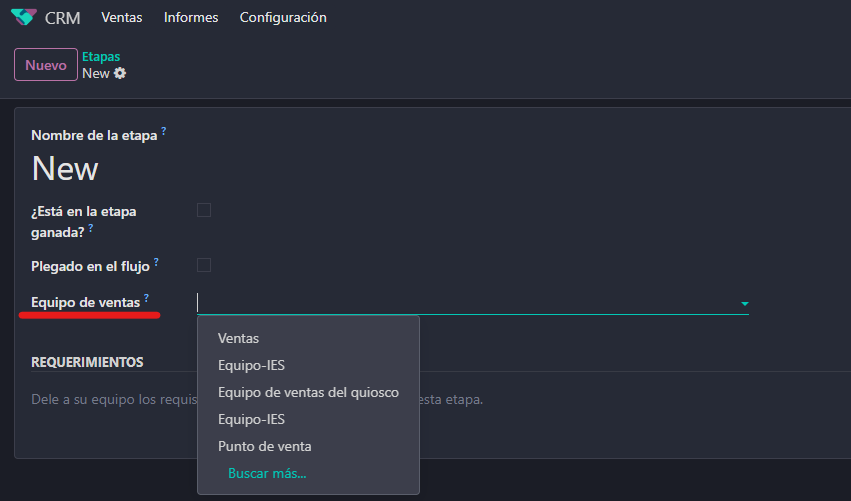 CRM Ventas Informes Configuración
Nuevo
Etapas
New
Nombre de la etapa ?
New
¿Está en la etapa
ganada? ?
Plegado en el flujo ?
Equipo de ventas ?
Ventas
Equipo-IES
Equipo de ventas del quiosco
Equipo-IES
Punto de venta
Buscar más...
REQUERIMIENTOS
Dele a su equipo los requis
esta etapa.